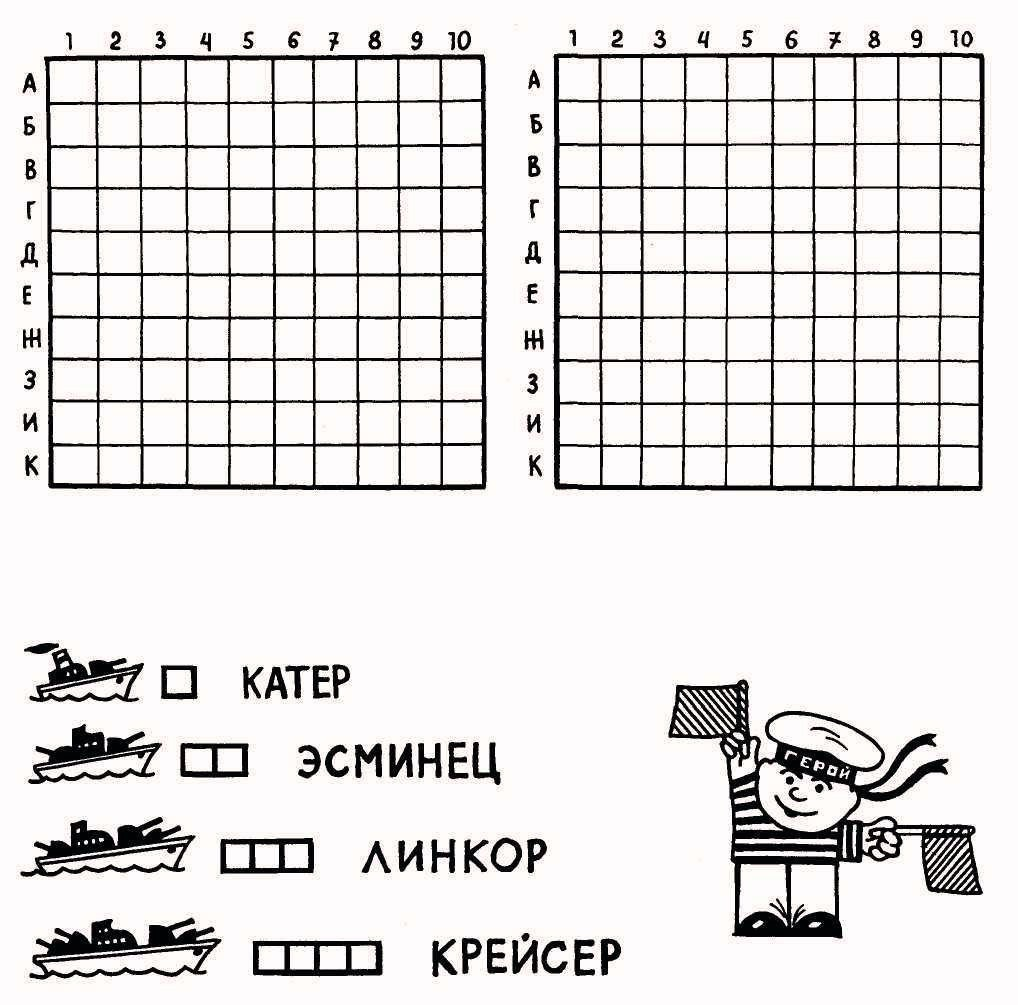 1 2 3 4 5 6 7 8 9 10
А
Б
В
Г
Д
Е
Ж
З
И
К
1 2 3 4 5 6 7 8 9 10
А
Б
В
Г
Д
Е
Ж
З
И
К
КАТЕР
ЭСМИНЕЦ
ЛИНКОР
КРЕЙСЕР
ГЕРОЙ